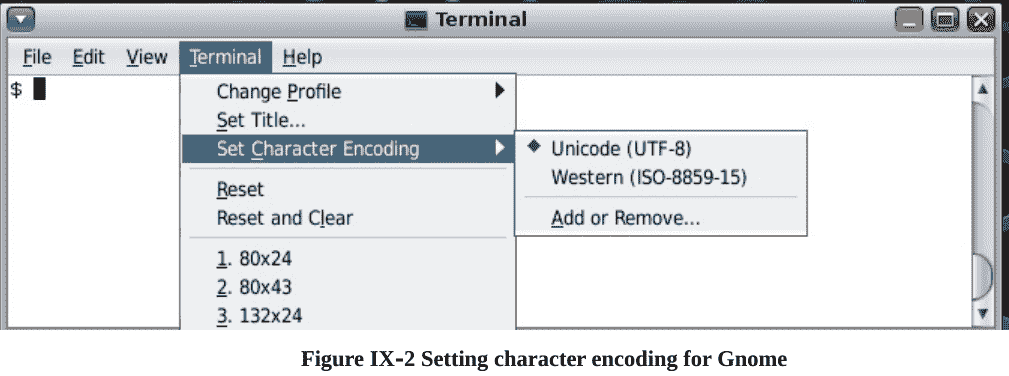 Terminal
File Edit View Terminal Help
$
Change Profile
Set Title...
Set Character Encoding
Unicode (UTF-8)
Western (ISO-8859-15)
Add or Remove...
Reset
Reset and Clear
1. 80x24
2. 80x43
3. 132x24
Figure IX-2 Setting character encoding for Gnome